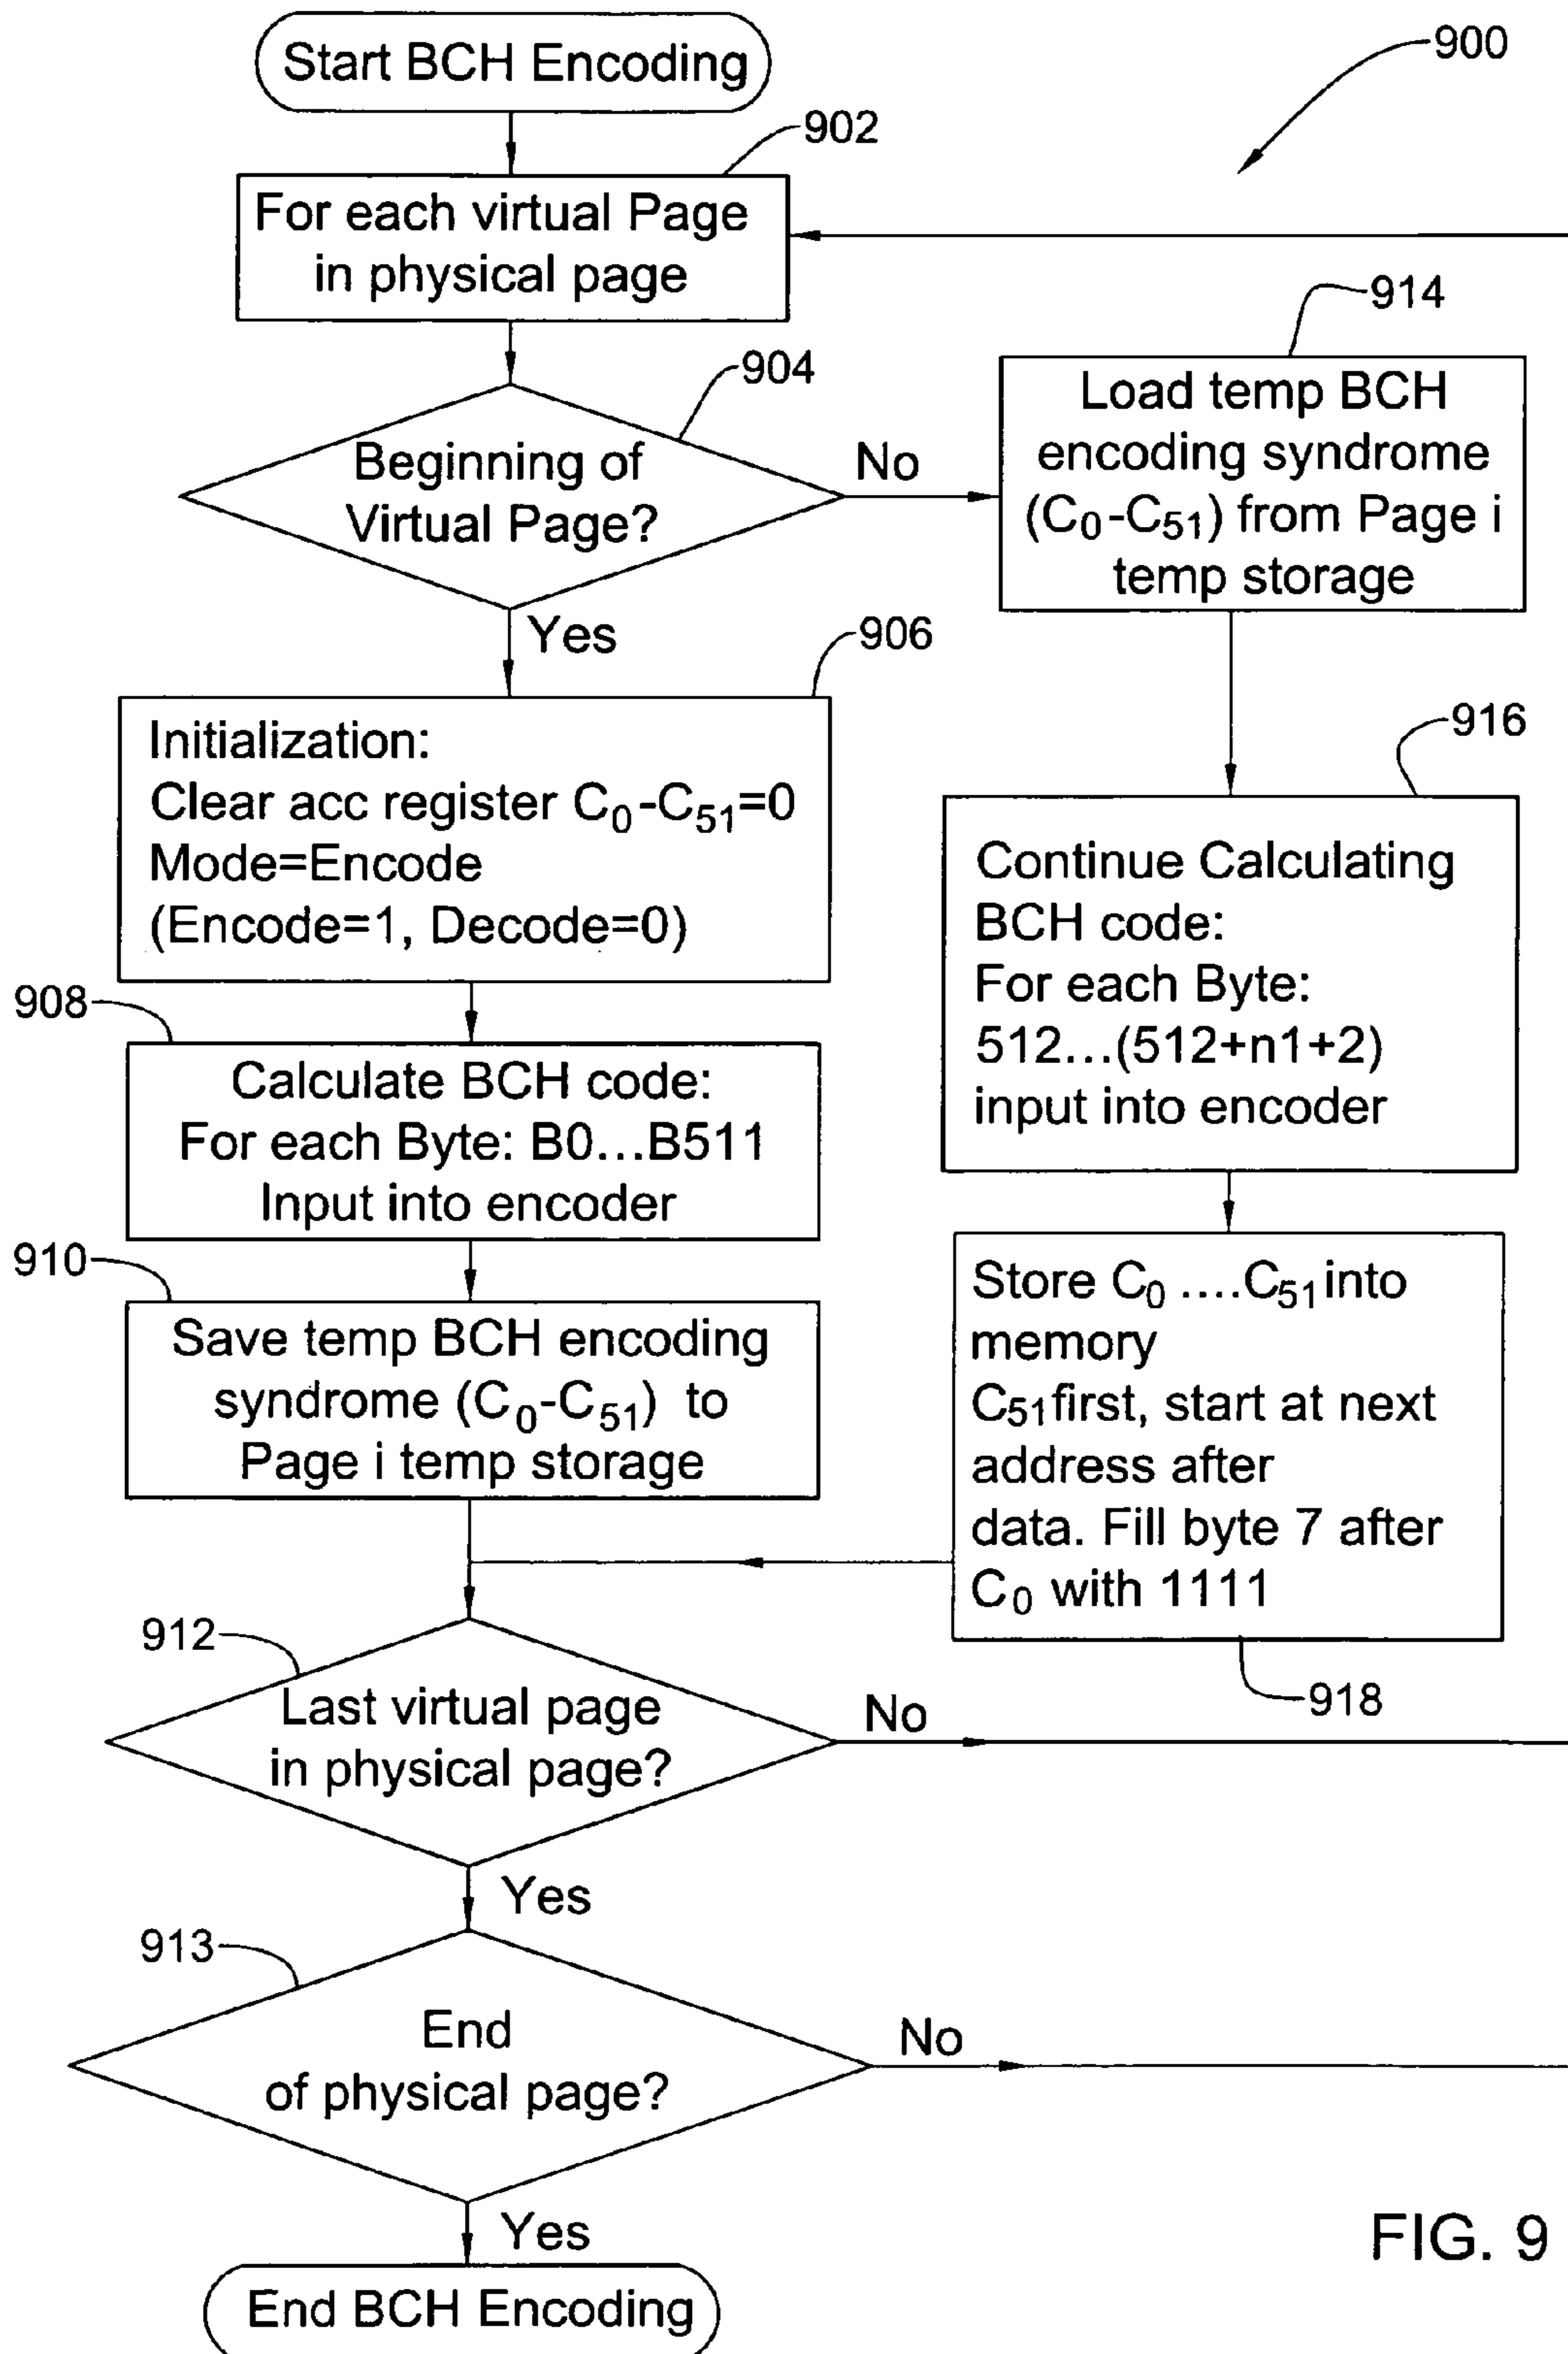 Start BCH Encoding
900
902
For each virtual Page
in physical page
904
Beginning of
Virtual Page?
No
Yes
914
Load temp BCH
encoding syndrome
(C₀-C₅₁) from Page i
temp storage
906
Initialization:
Clear acc register C₀-C₅₁=0
Mode=Encode
(Encode=1, Decode=0)
916
Continue Calculating
BCH code:
For each Byte:
512...(512+n1+2)
input into encoder
908
Calculate BCH code:
For each Byte: B0...B511
Input into encoder
910
Save temp BCH encoding
syndrome (C₀-C₅₁) to
Page i temp storage
Store C₀ ....C₅₁ into
memory
C₅₁ first, start at next
address after
data. Fill byte 7 after
C₀ with 1111
918
912
Last virtual page
in physical page?
No
Yes
913
End
of physical page?
No
Yes
End BCH Encoding
FIG. 9